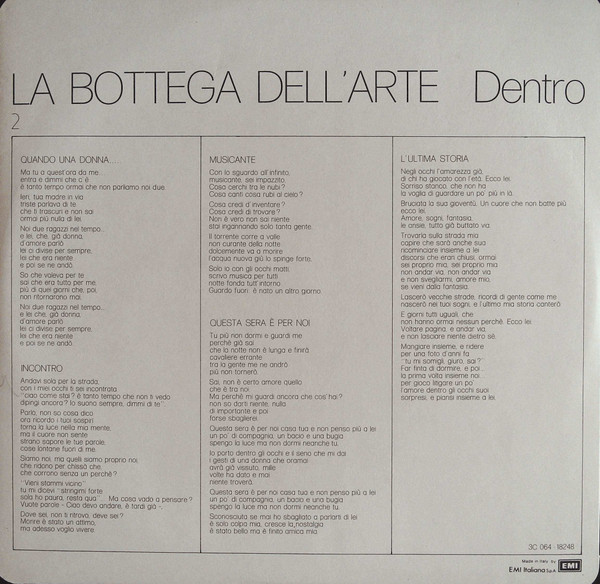 LA BOTTEGA DELL'ARTE Dentro
2
QUANDO UNA DONNA.....
Ma tu a quest'ora da me...
entra e dimmi che c'è
è tanto tempo ormai che non parliamo noi due.
Ieri, tua madre in via
triste parlava di te
che ti trascuri e non sai
ormai più nulla di lei.
Noi due ragazzi nel tempo...
e lei, che, già donna,
d'amore parlò
lei ci divise per sempre,
lei che era niente
e poi se ne andò.
So che valeva per te
sai che era tutto per me
più di quei giorni che, poi,
non ritornarono mai.
Noi due ragazzi nel tempo...
e lei che, già donna,
d'amore parlò
lei ci divise per sempre,
lei che era niente
e poi se ne andò.
INCONTRO
Andavi sola per la strada
con i miei occhi ti sei incontrata
"ciao come stai? è tanto tempo che non ti vedo
dipingi ancora? Io suono sempre, dimmi di te"
Parlo, non so cosa dico
ora ricordo i tuoi sospiri
torna la luce nella mia mente,
ma il cuore non sente
strano sapore le tue parole,
cose lontane fuori di me.
Siamo noi, ma quelli siamo proprio noi,
che ridono per chissà che,
che corrono senza un perchè?
"Vieni stammi vicino"
tu mi dicevi "stringimi forte
sola ho paura, resta qua"... Ma cosa vado a pensare?
Vuote parole - Ciao devo andare, è tardi già -.
Dove sei, non ti ritrovo, dove sei?
Morire è stato un attimo,
ma adesso voglio vivere.
MUSICANTE
Con lo sguardo all'infinito,
musicante, sei impazzito.
Cosa cerchi tra le nubi?
Cosa canti cosa rubi al cielo?
Cosa credi d'inventare?
Cosa credi di trovare?
Non è vero non sai niente
stai ingannando solo tanta gente.
Il torrente corre a valle
non curante della notte
dolcemente va a morire
l'acqua nuova giù lo spinge forte.
Solo io con gli occhi matti
scrivo musica per tutti
notte fonda tutt'intorno
Guardo fuori: è nato un altro giorno.
QUESTA SERA È PER NOI
Tu più non dormi e guardi me
perchè già sai
che la notte non è lunga e finirà
cavaliere errante
tra la gente me ne andrò
più non tornerò.
Sai, non è certo amore quello
che è tra noi
Ma perchè mi guardi ancora che cos'hai?
non so darti niente, nulla
di importante e poi
forse sbaglierei.
Questa sera è per noi casa tua e non penso più a lei
un po' di compagnia, un bacio e una bugia
spengo la luce ma non dormi neanche tu.
Io porto dentro gli occhi e il seno che mi dai
i gesti di una donna che oramai
avrà già vissuto, mille
volte ha dato e mai
niente troverà.
Questa sera è per noi casa tua e non penso più a lei
un po' di compagnia, un bacio e una bugia
spengo la luce ma non dormi neanche tu.
Sconosciuta se mai ho sbagliato a parlarti di lei
è solo colpa mia, cresce la nostalgia
è stato bello ma è finito amica mia.
L'ULTIMA STORIA
Negli occhi l'amarezza già,
di chi ha giocato con l'età. Ecco lei.
Sorriso stanco, che non ha
la voglia di guardare un po' più in là.
Bruciata la sua gioventù. Un cuore che non batte più
ecco lei.
Amore, sogni, fantasia,
le ansie, tutto già buttato via.
Trovarla sulla strada mia
capire che sarà anche sua
ricominciare insieme a lei
discorsi che eran chiusi, ormai
sei proprio mia, sei proprio mia
non andar via, non andar via
e non svegliarmi, amore mio,
se vieni dalla fantasia.
Lascerò vecchie strade, ricordi di gente come me
nascerò nei tuoi sogni, e l'ultima mia storia canterò.
E giorni tutti uguali, che
non hanno ormai nessun perchè. Ecco lei.
Voltare pagina, e andar via,
e non lasciare niente dietro sè.
Mangiare insieme, e ridere
per una foto d'anni fa
"tu mi somigli, guro, sai?"
Far finta di dormire, e poi...
la prima volta insieme noi...
per gioco litigare un po'
l'amore dentro gli occhi suoi
sorpresi, e piansi insieme a lei.
3C 064 - 18248
Made in Italy by
EMI Italiana S.p.A. EMI